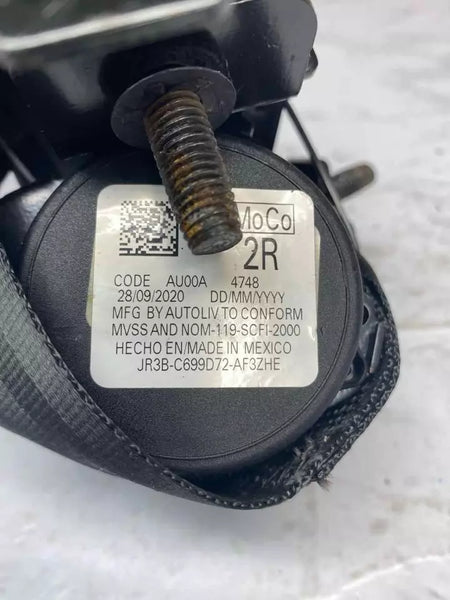 MoCo
2R
CODE AU00A 4748
28/09/2020 DD/MM/YYYY
MFG BY AUTOLIV TO CONFORM
MVSS AND NOM-119-SCFI-2000
HECHO EN/MADE IN MEXICO
JR3B-C699D72-AF3ZHE